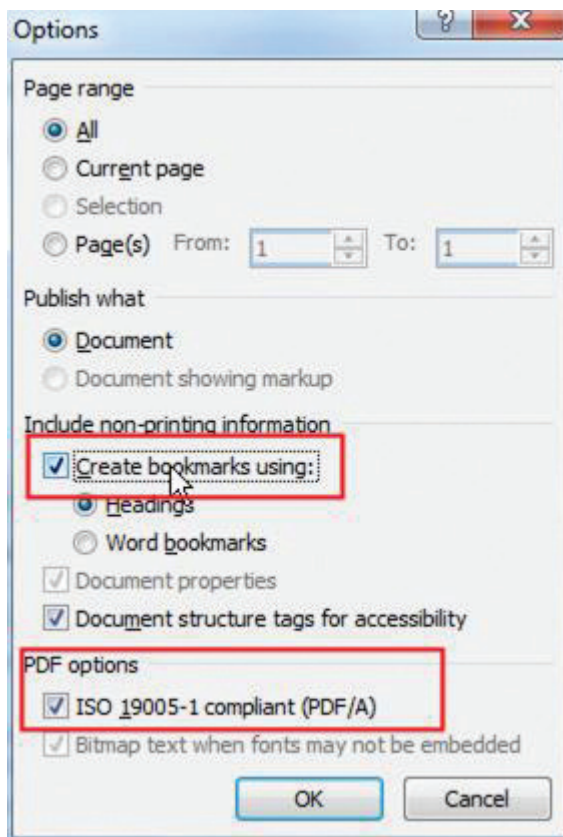 Options
Page range
All
Current page
Selection
Page(s) From: 1 To: 1
Publish what
Document
Document showing markup
Include non-printing information
Create bookmarks using:
Headings
Word bookmarks
Document properties
Document structure tags for accessibility
PDF options
ISO 19005-1 compliant (PDF/A)
Bitmap text when fonts may not be embedded
OK Cancel